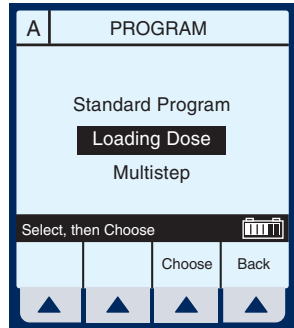 A PROGRAM
Standard Program
Loading Dose
Multistep
Select, then Choose
Choose Back